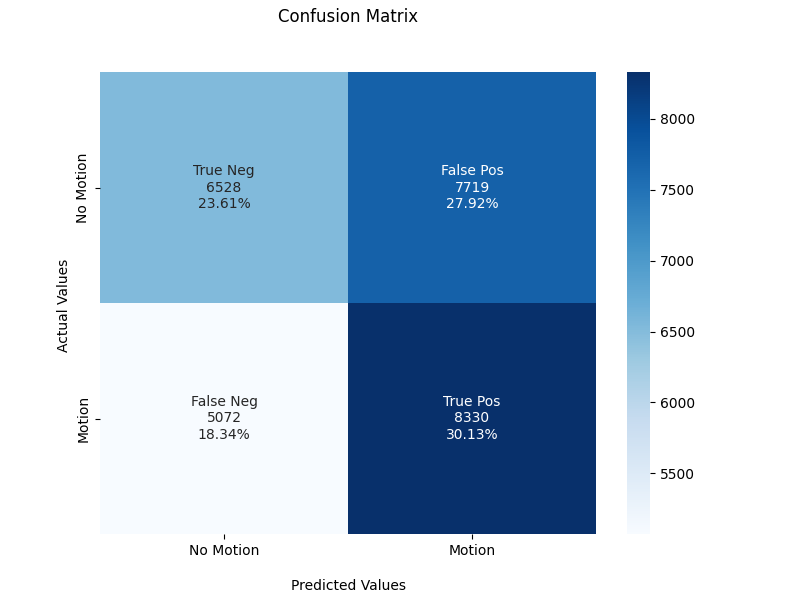 Confusion Matrix
No Motion
True Neg
6528
23.61%
False Pos
7719
27.92%
Actual Values
Motion
False Neg
5072
18.34%
True Pos
8330
30.13%
No Motion
Motion
Predicted Values
8000
7500
7000
6500
6000
5500